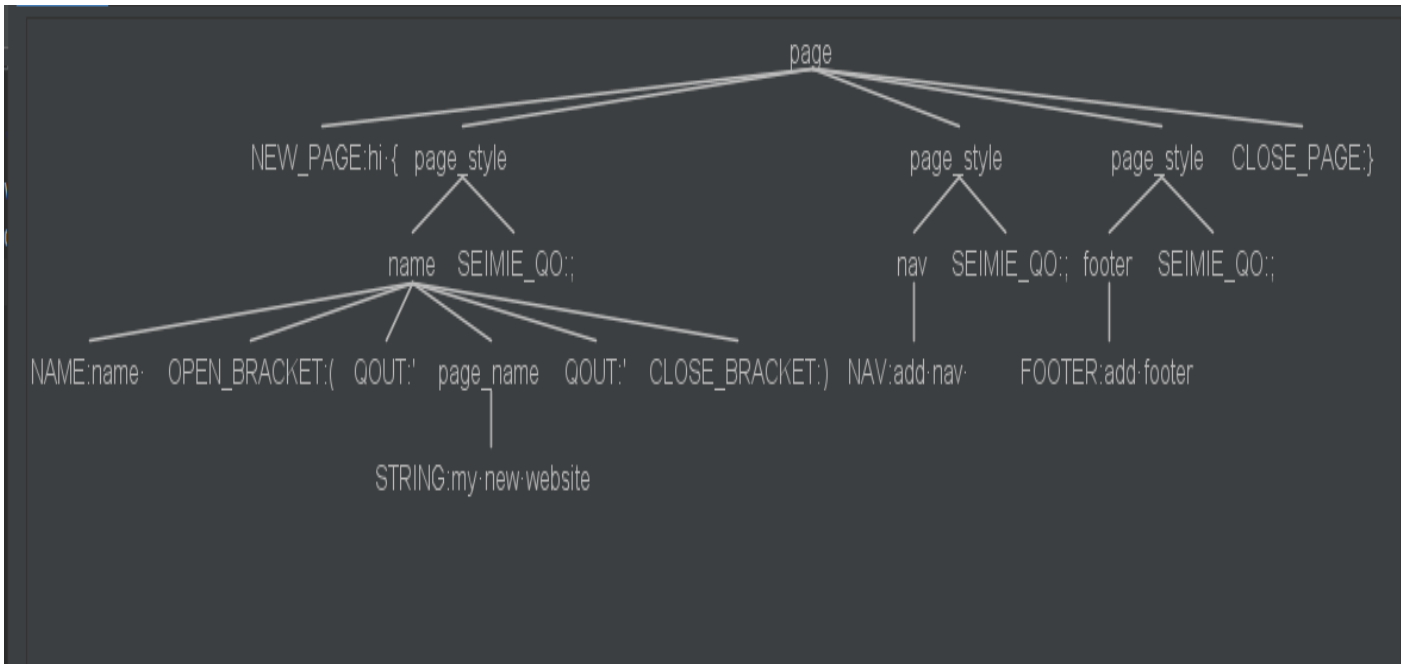 page
NEW_PAGE:hi·{ page_style page_style page_style CLOSE_PAGE:}
name SEIMIE_QO:; nav SEIMIE_QO:; footer SEIMIE_QO:;
NAME:name· OPEN_BRACKET:( QOUT:' page_name QOUT:' CLOSE_BRACKET:) NAV:add·nav· FOOTER:add·footer
STRING:my·new·website